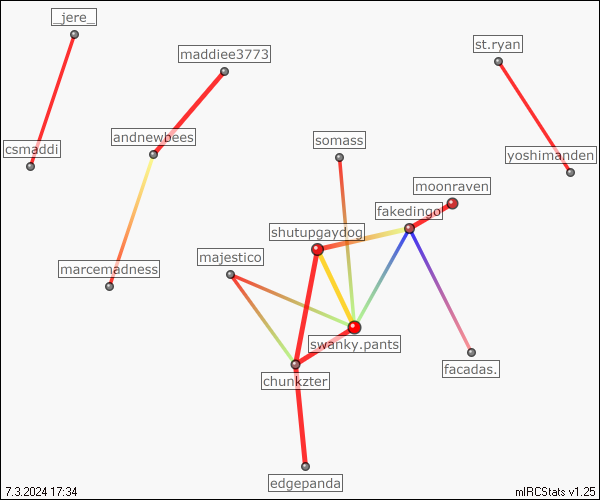 _jere_
maddiee3773
st.ryan
andnewbees
somass
csmaddi
yoshimanden
moonraven
fakedingo
shutupgaydog
majestico
marcemadness
swanky.pants
facadas.
chunkzter
edgepanda
7.3.2024 17:34
mIRCStats v1.25